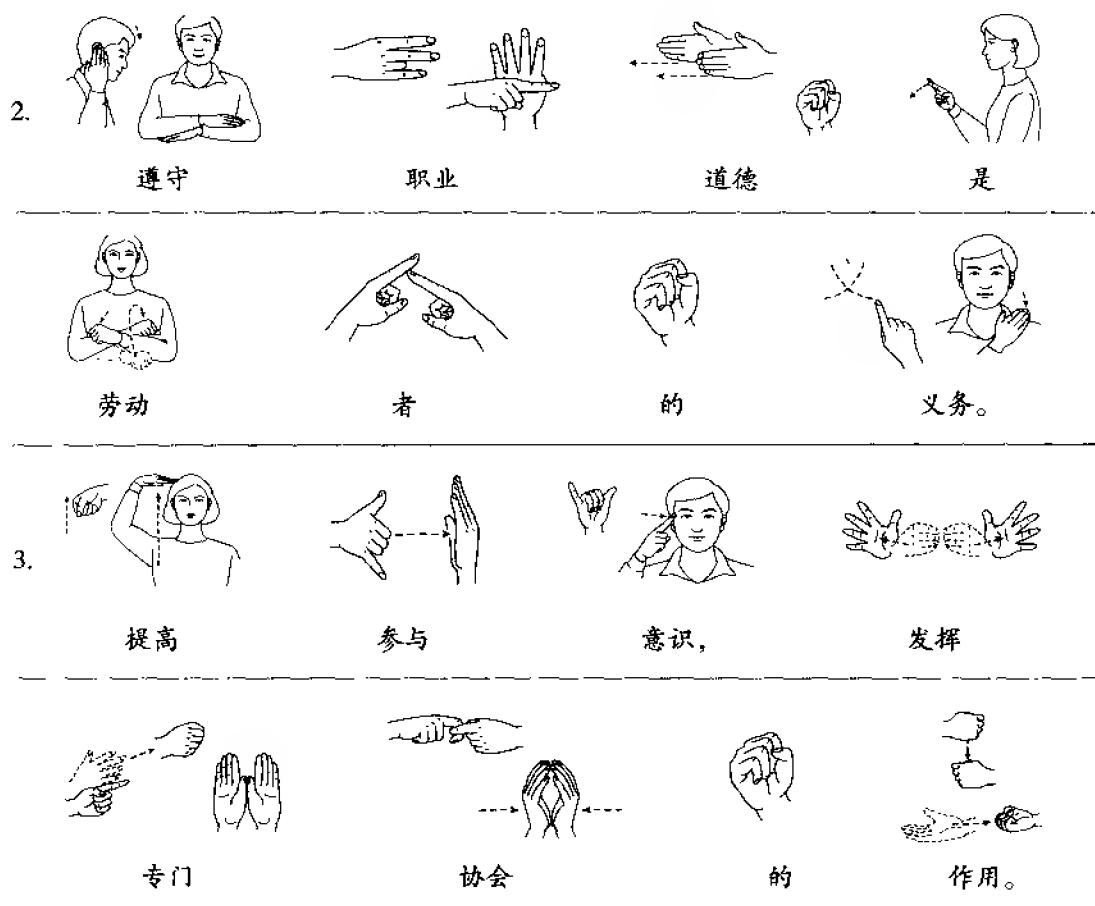 2.
遵守 职业 道德 是
劳动 者 的 义务。
3.
提高 参与 意识， 发挥
专门 协会 的 作用。